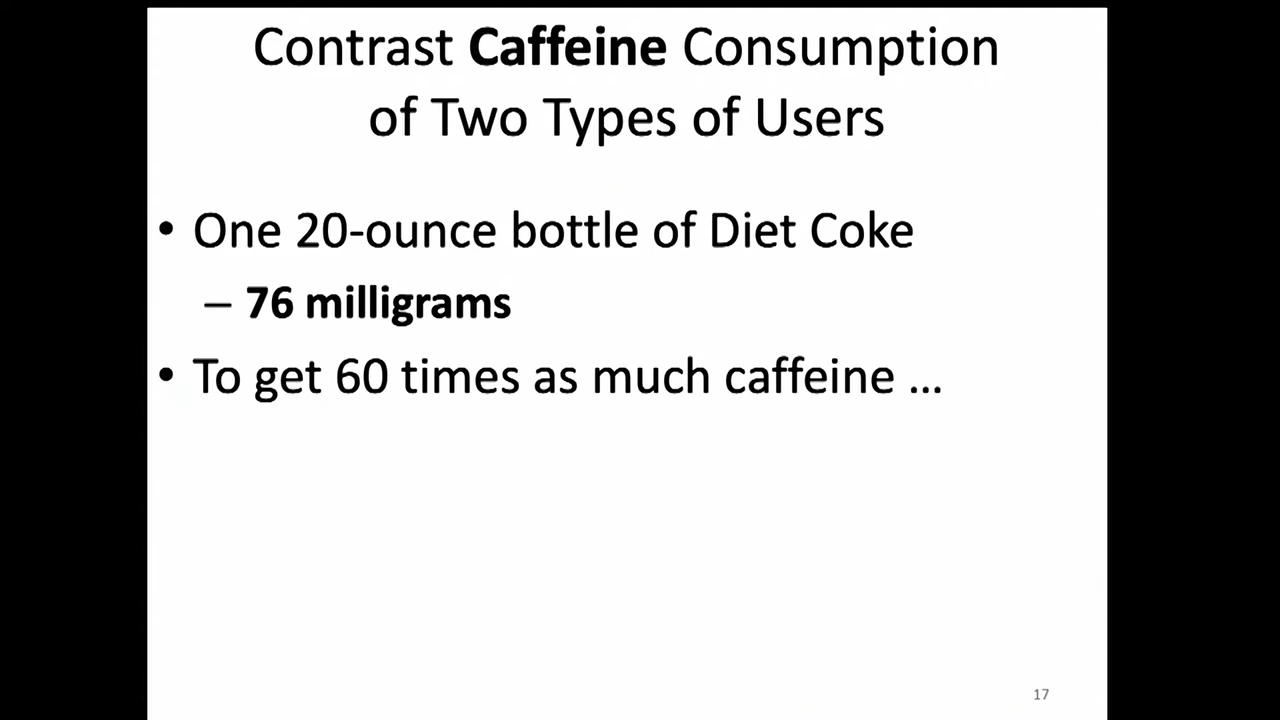 Contrast Caffeine Consumption
of Two Types of Users
• One 20-ounce bottle of Diet Coke
– 76 milligrams
• To get 60 times as much caffeine ...
17